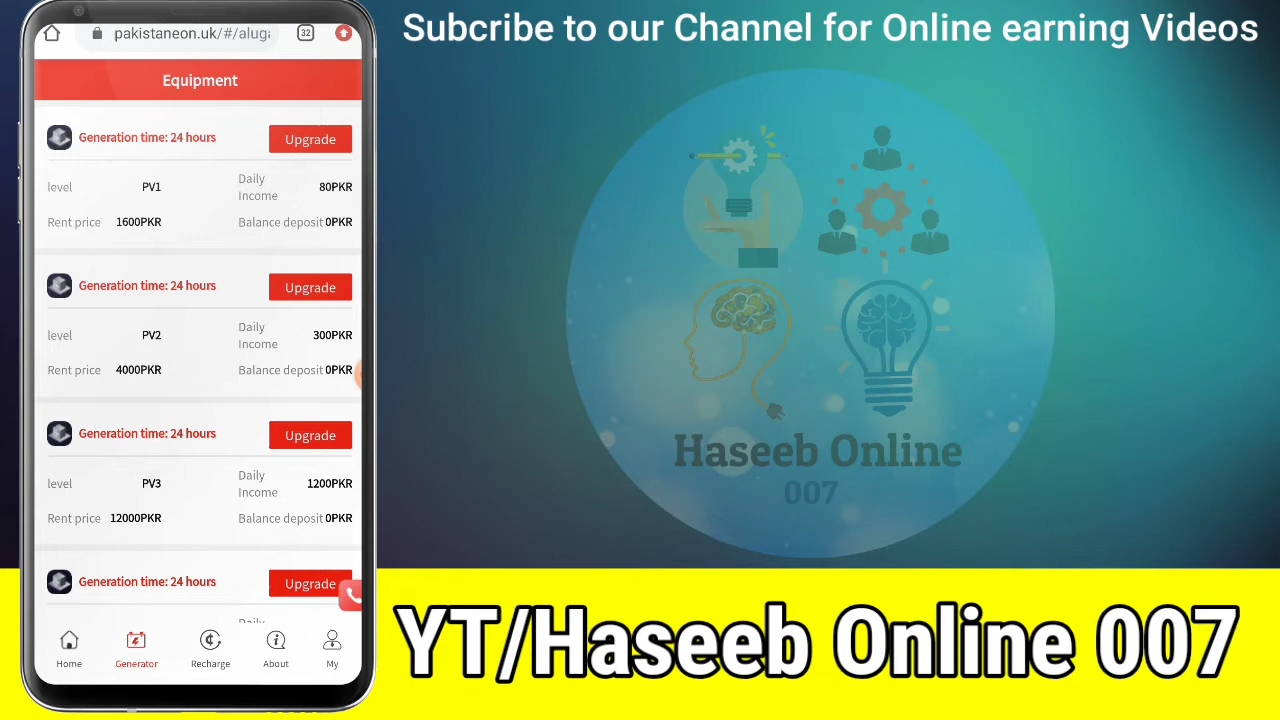 Subcribe to our Channel for Online earning Videos
pakistaneon.uk/#/aluga
32
Equipment
Generation time: 24 hours
Upgrade
level PV1 Daily Income 80PKR
Rent price 1600PKR Balance deposit 0PKR
Generation time: 24 hours
Upgrade
level PV2 Daily Income 300PKR
Rent price 4000PKR Balance deposit 0PKR
Generation time: 24 hours
Upgrade
level PV3 Daily Income 1200PKR
Rent price 12000PKR Balance deposit 0PKR
Generation time: 24 hours
Upgrade
Daily
Home Generator Recharge About My
Haseeb Online
007
YT/Haseeb Online 007